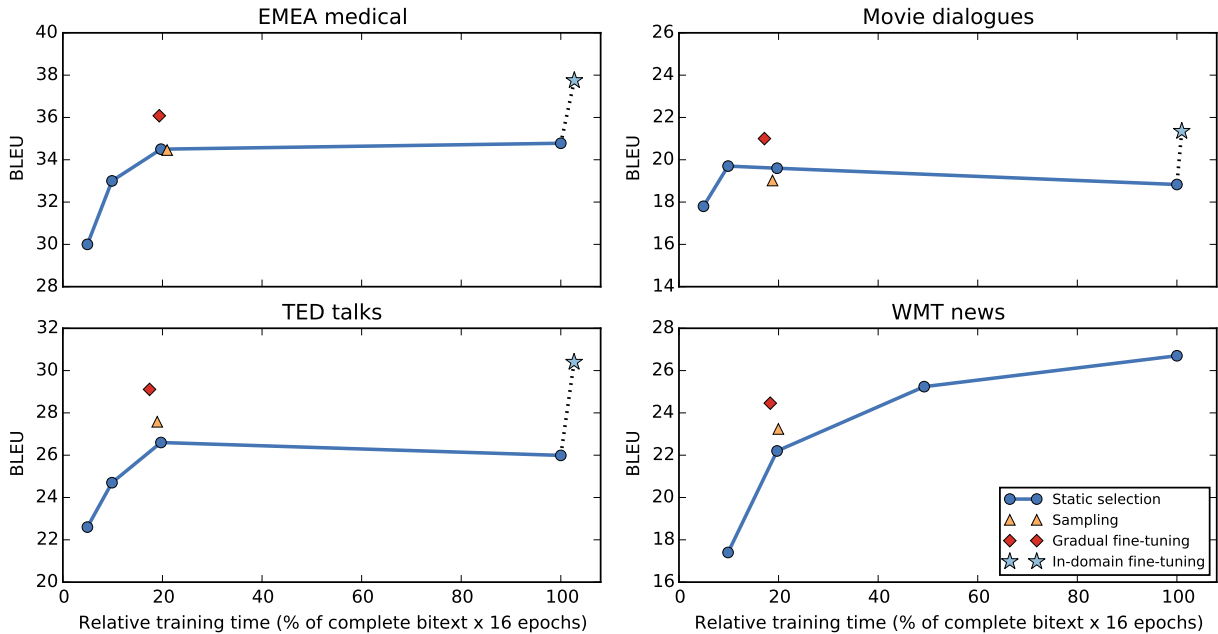 EMEA medical
40
38
36
34
32
30
28
BLEU
Movie dialogues
26
24
22
20
18
16
14
BLEU
TED talks
32
30
28
26
24
22
20
BLEU
0 20 40 60 80 100
Relative training time (% of complete bitext x 16 epochs)
WMT news
28
26
24
22
20
18
16
BLEU
0 20 40 60 80 100
Relative training time (% of complete bitext x 16 epochs)
Static selection
Sampling
Gradual fine-tuning
In-domain fine-tuning